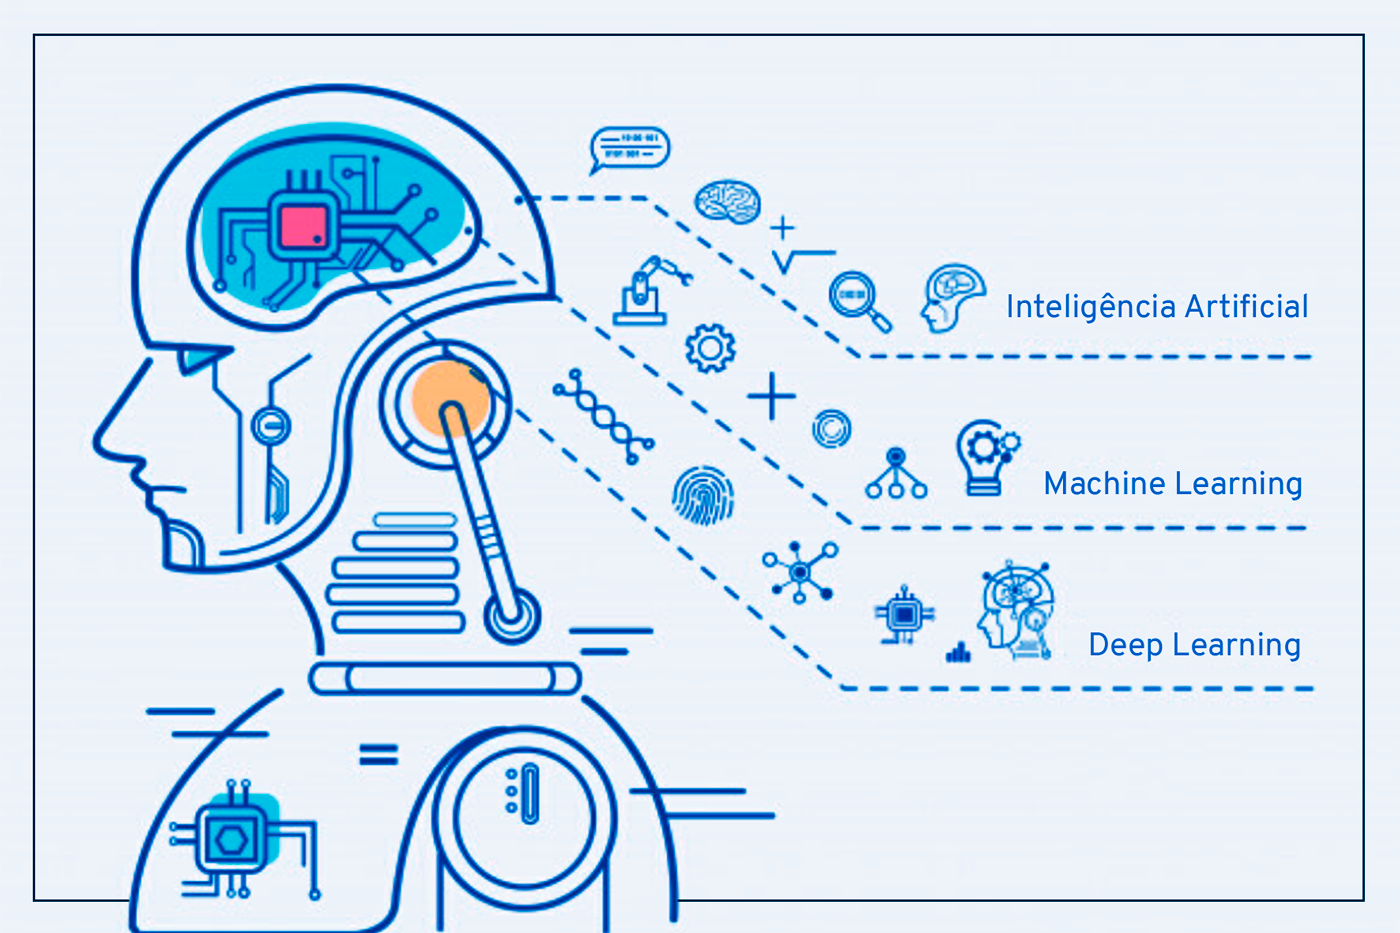 Inteligência Artificial
Machine Learning
Deep Learning